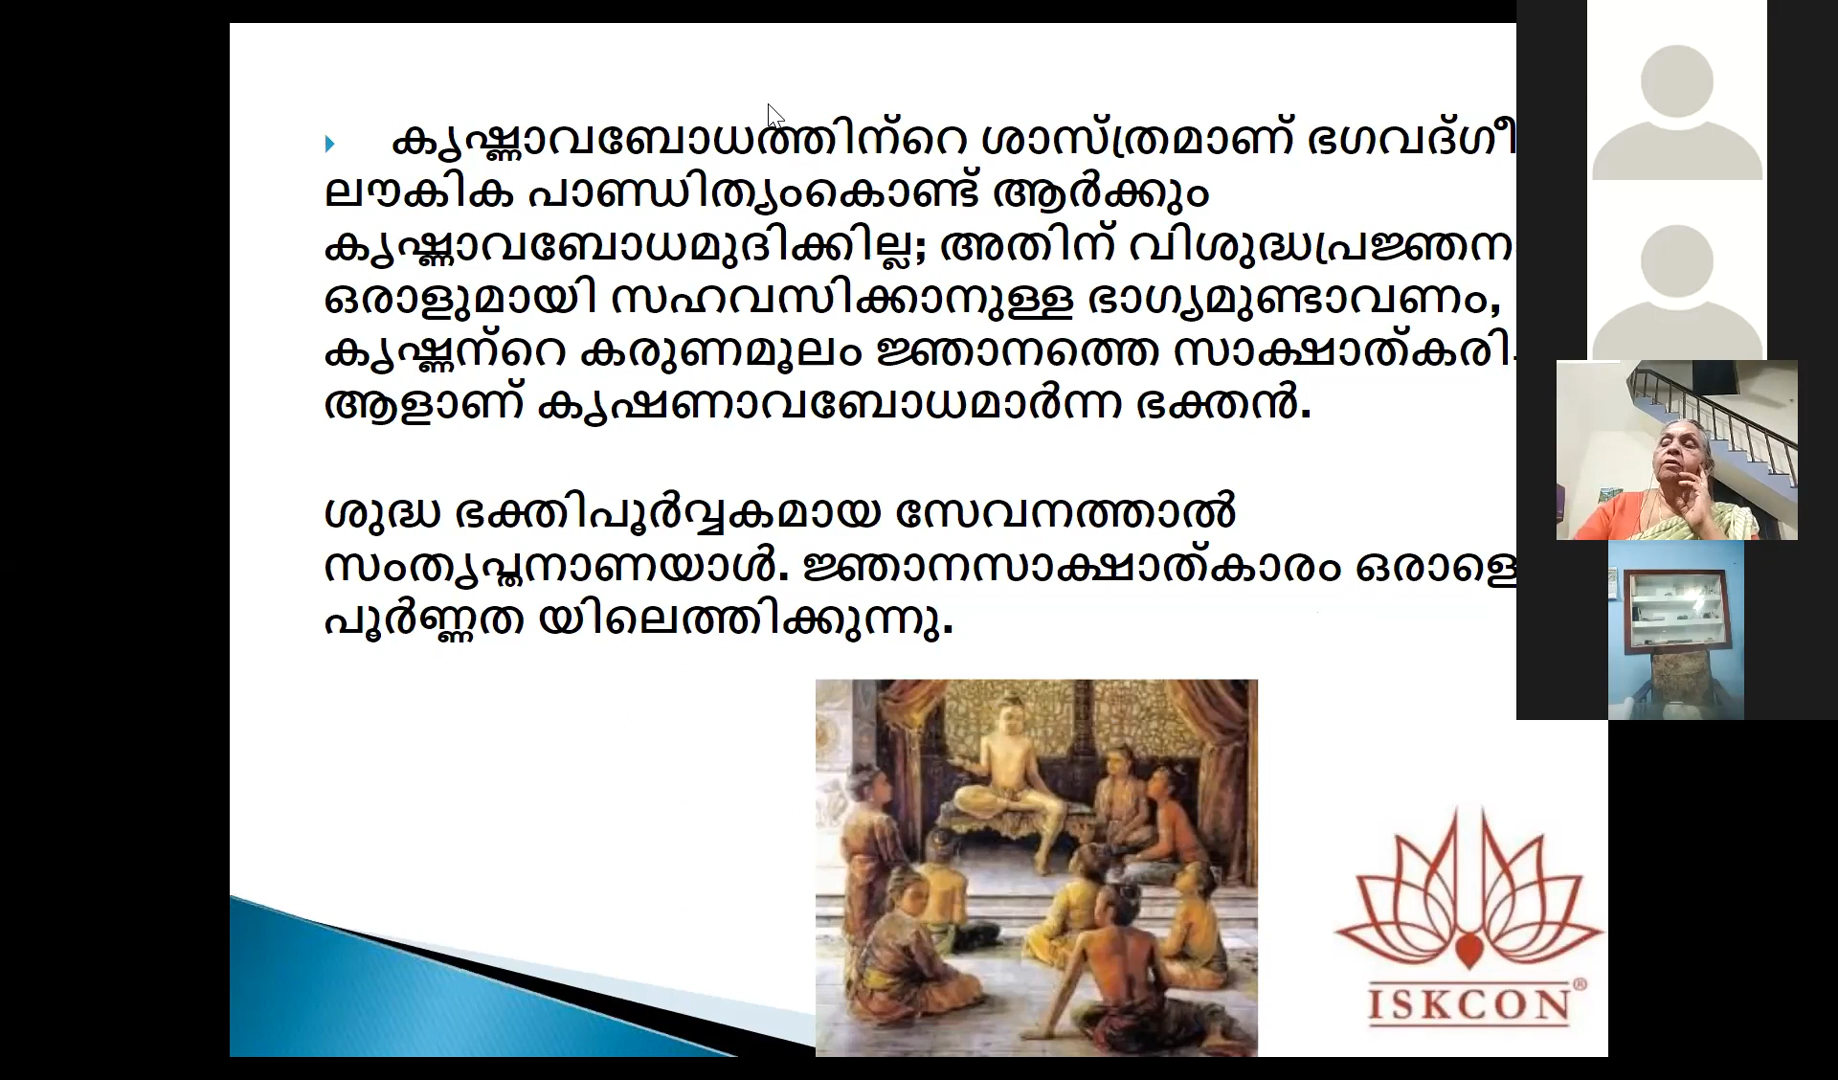 കൃഷ്ണാവബോധത്തിന്റെ ശാസ്ത്രമാണ് ഭഗവദ്ഗീ
ലൗകിക പാണ്ഡിത്യംകൊണ്ട് ആർക്കും
കൃഷ്ണാവബോധമുദിക്കില്ല; അതിന് വിശുദ്ധപ്രജ്ഞന
ഒരാളുമായി സഹവസിക്കാനുള്ള ഭാഗ്യമുണ്ടാവണം,
കൃഷ്ണന്റെ കരുണമൂലം ജ്ഞാനത്തെ സാക്ഷാത്കരി
ആളാണ് കൃഷണാവബോധമാർന്ന ഭക്തൻ.
ശുദ്ധ ഭക്തിപൂർവ്വകമായ സേവനത്താൽ
സംതൃപ്തനാണയാൾ. ജ്ഞാനസാക്ഷാത്കാരം ഒരാളെ
പൂർണ്ണത യിലെത്തിക്കുന്നു.
ISKCON®